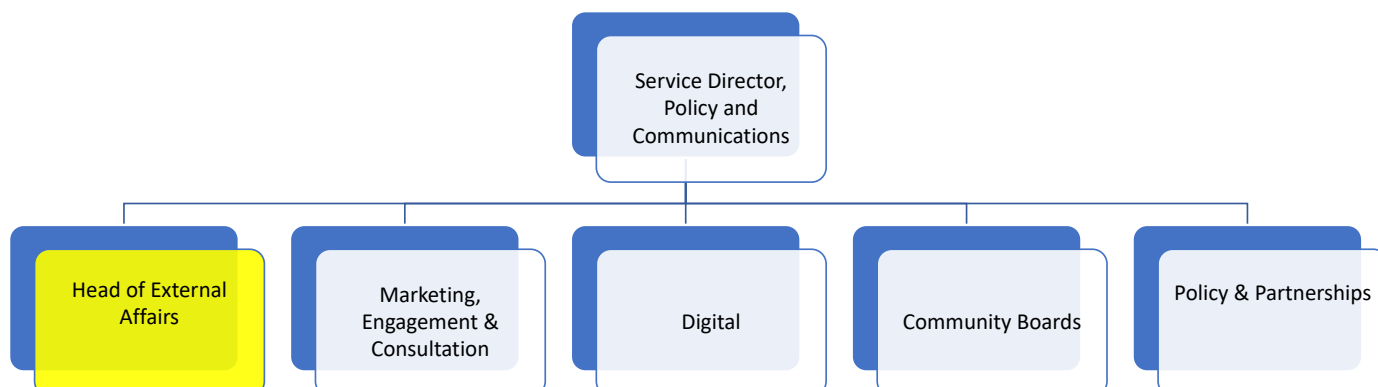 Service Director,
Policy and
Communications
Head of External
Affairs
Marketing,
Engagement &
Consultation
Digital
Community Boards
Policy & Partnerships